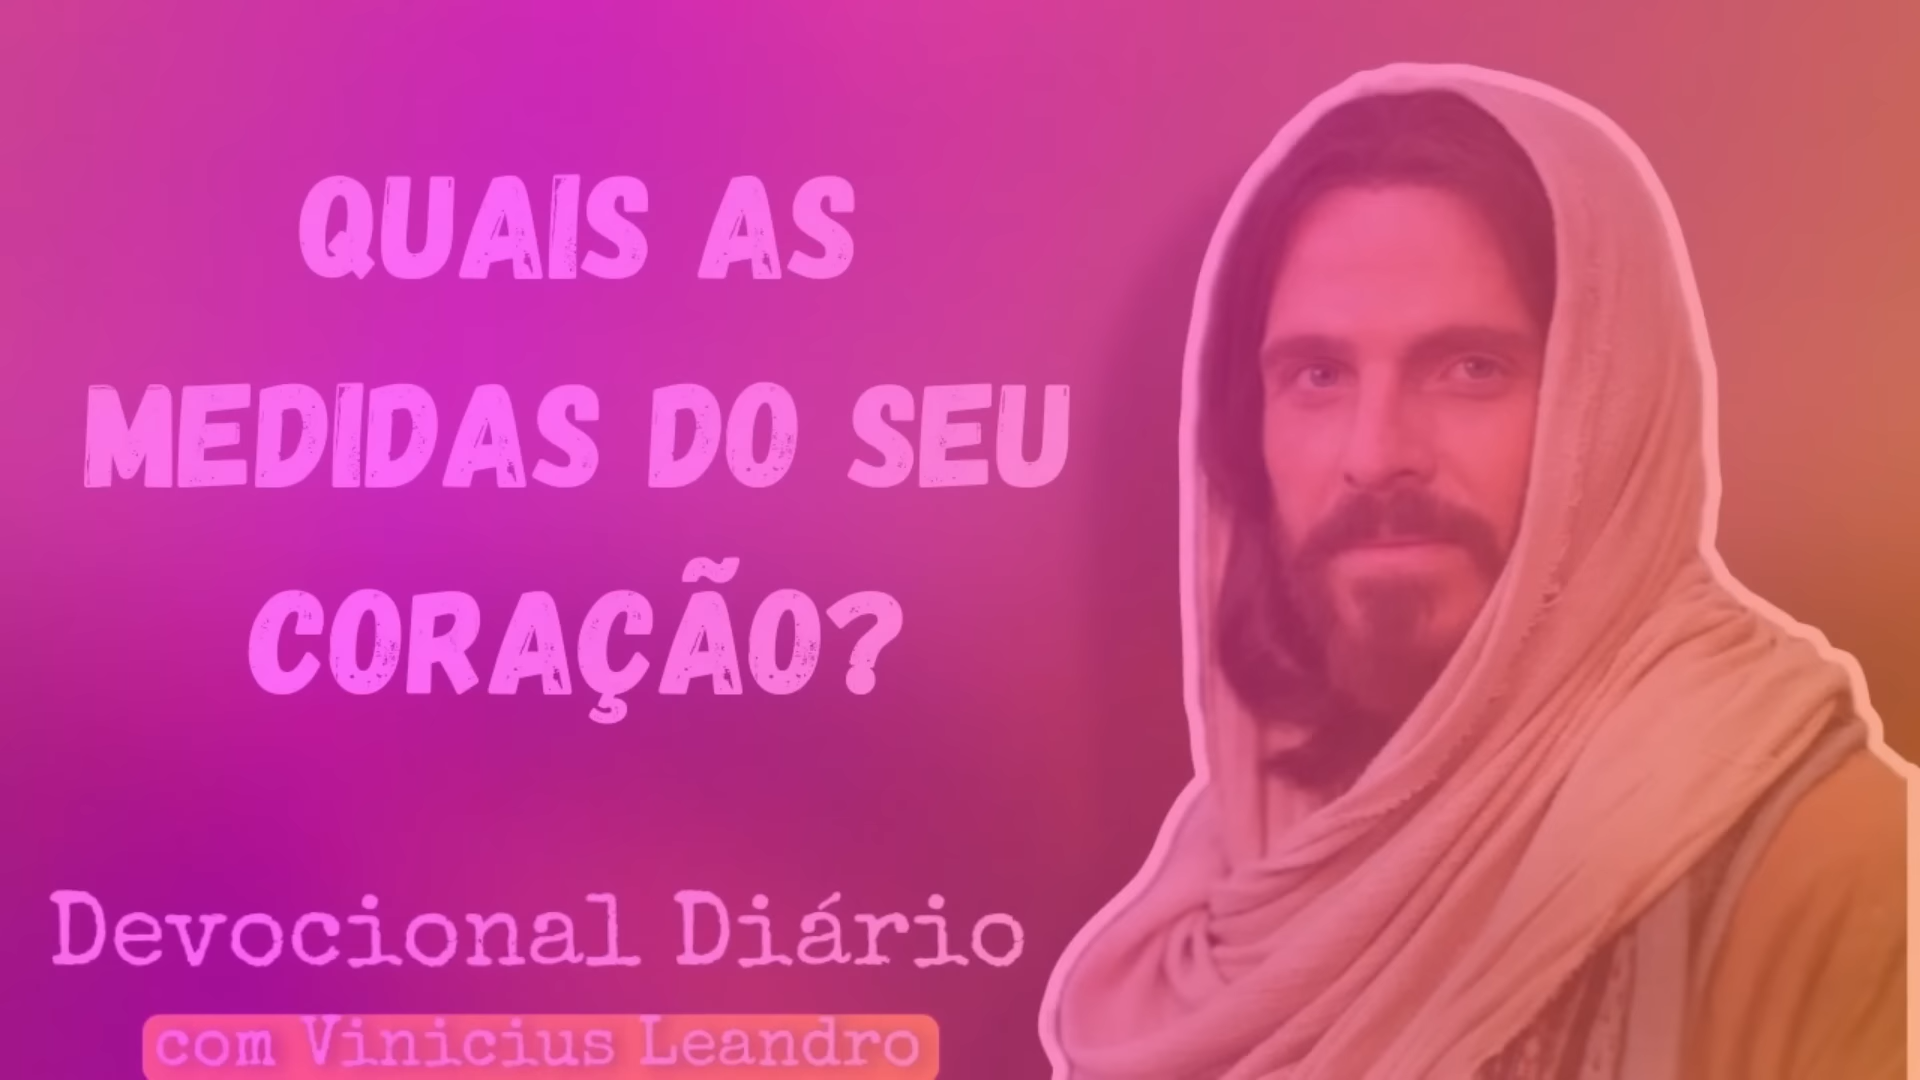 QUAIS AS
MEDIDAS DO SEU
CORAÇÃO?
Devocional Diário
com Vinicius Leandro